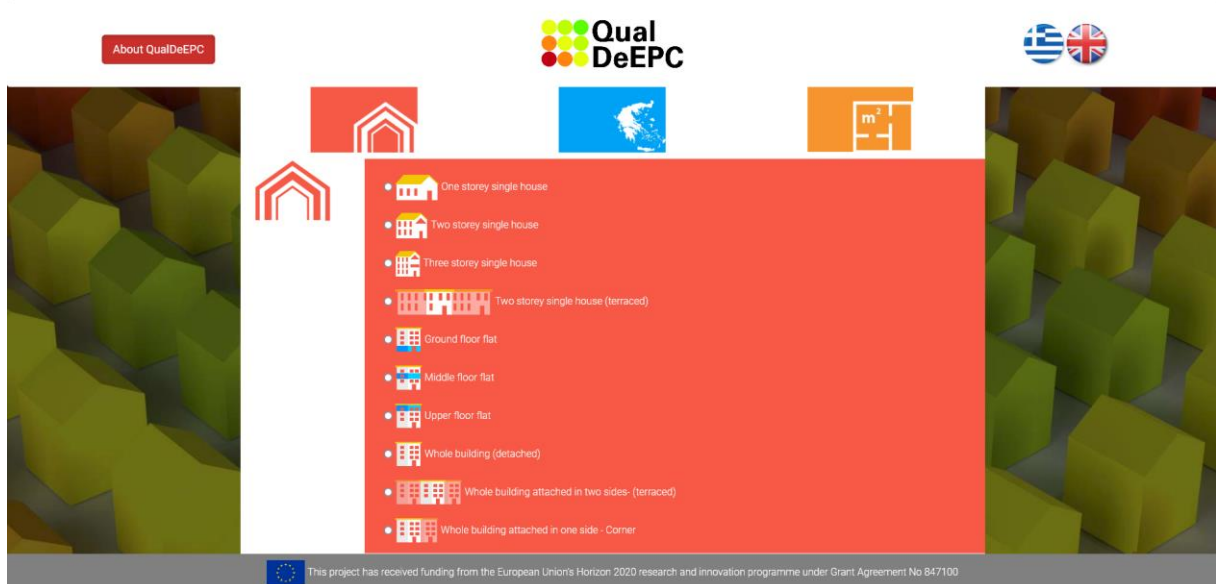 About QualDeEPC
Qual
DeEPC
m²
One storey single house
Two storey single house
Three storey single house
Two storey single house (terraced)
Ground floor flat
Middle floor flat
Upper floor flat
Whole building (detached)
Whole building attached in two sides- (terraced)
Whole building attached in one side - Corner
This project has received funding from the European Union's Horizon 2020 research and innovation programme under Grant Agreement No 847100